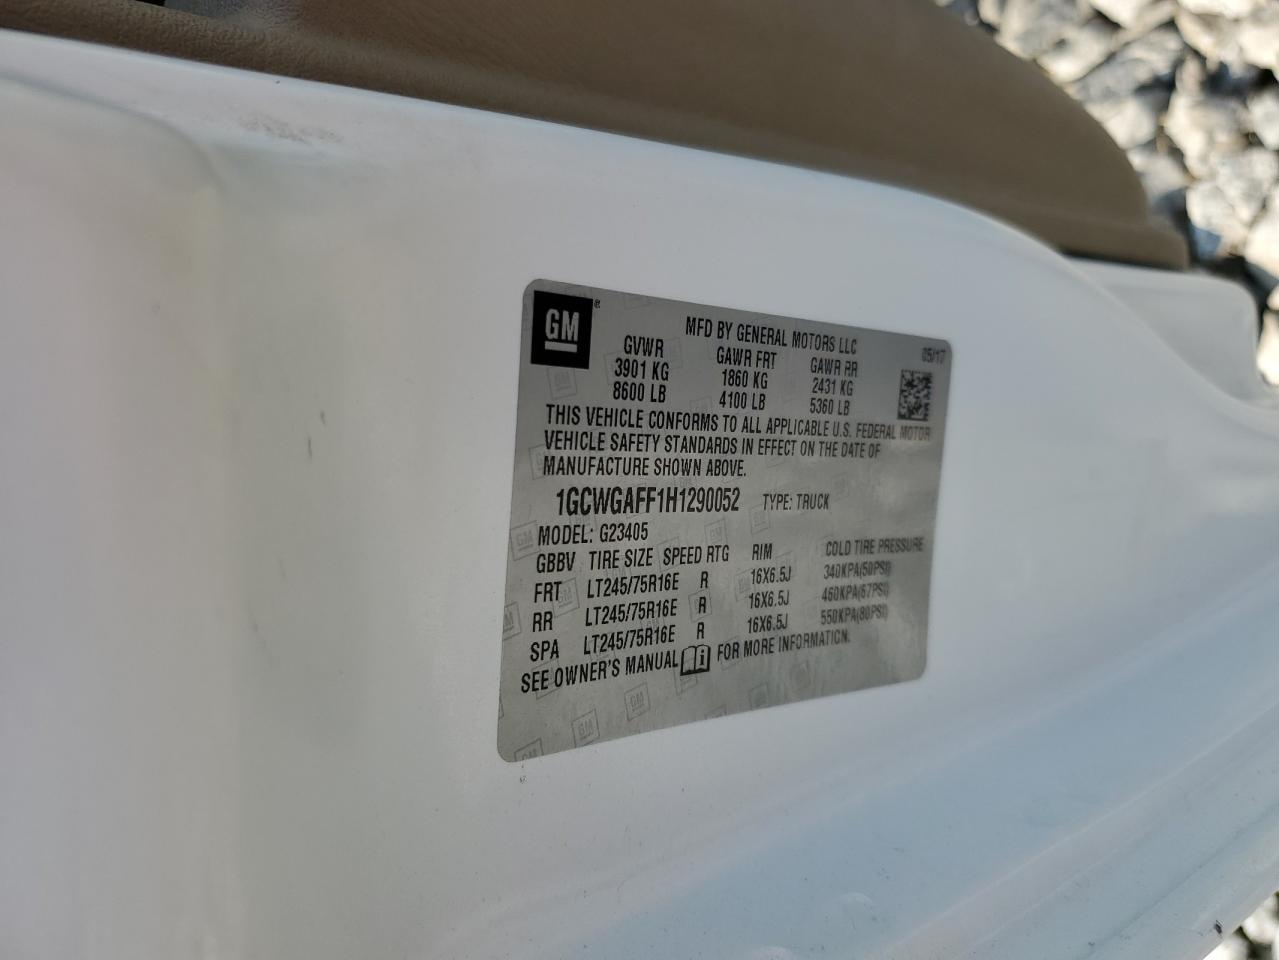 GM
MFD BY GENERAL MOTORS LLC 05/17
GVWR GAWR FRT GAWR RR
3901 KG 1860 KG 2431 KG
8600 LB 4100 LB 5360 LB
THIS VEHICLE CONFORMS TO ALL APPLICABLE U.S. FEDERAL MOTOR
VEHICLE SAFETY STANDARDS IN EFFECT ON THE DATE OF
MANUFACTURE SHOWN ABOVE.
1GCWGAFF1H1290052 TYPE: TRUCK
MODEL: G23405
GBBV TIRE SIZE SPEED RTG RIM COLD TIRE PRESSURE
FRT LT245/75R16E R 16X6.5J 340KPA(50PSI)
RR LT245/75R16E R 16X6.5J 460KPA(67PSI)
SPA LT245/75R16E R 16X6.5J 550KPA(80PSI)
SEE OWNER'S MANUAL FOR MORE INFORMATION.